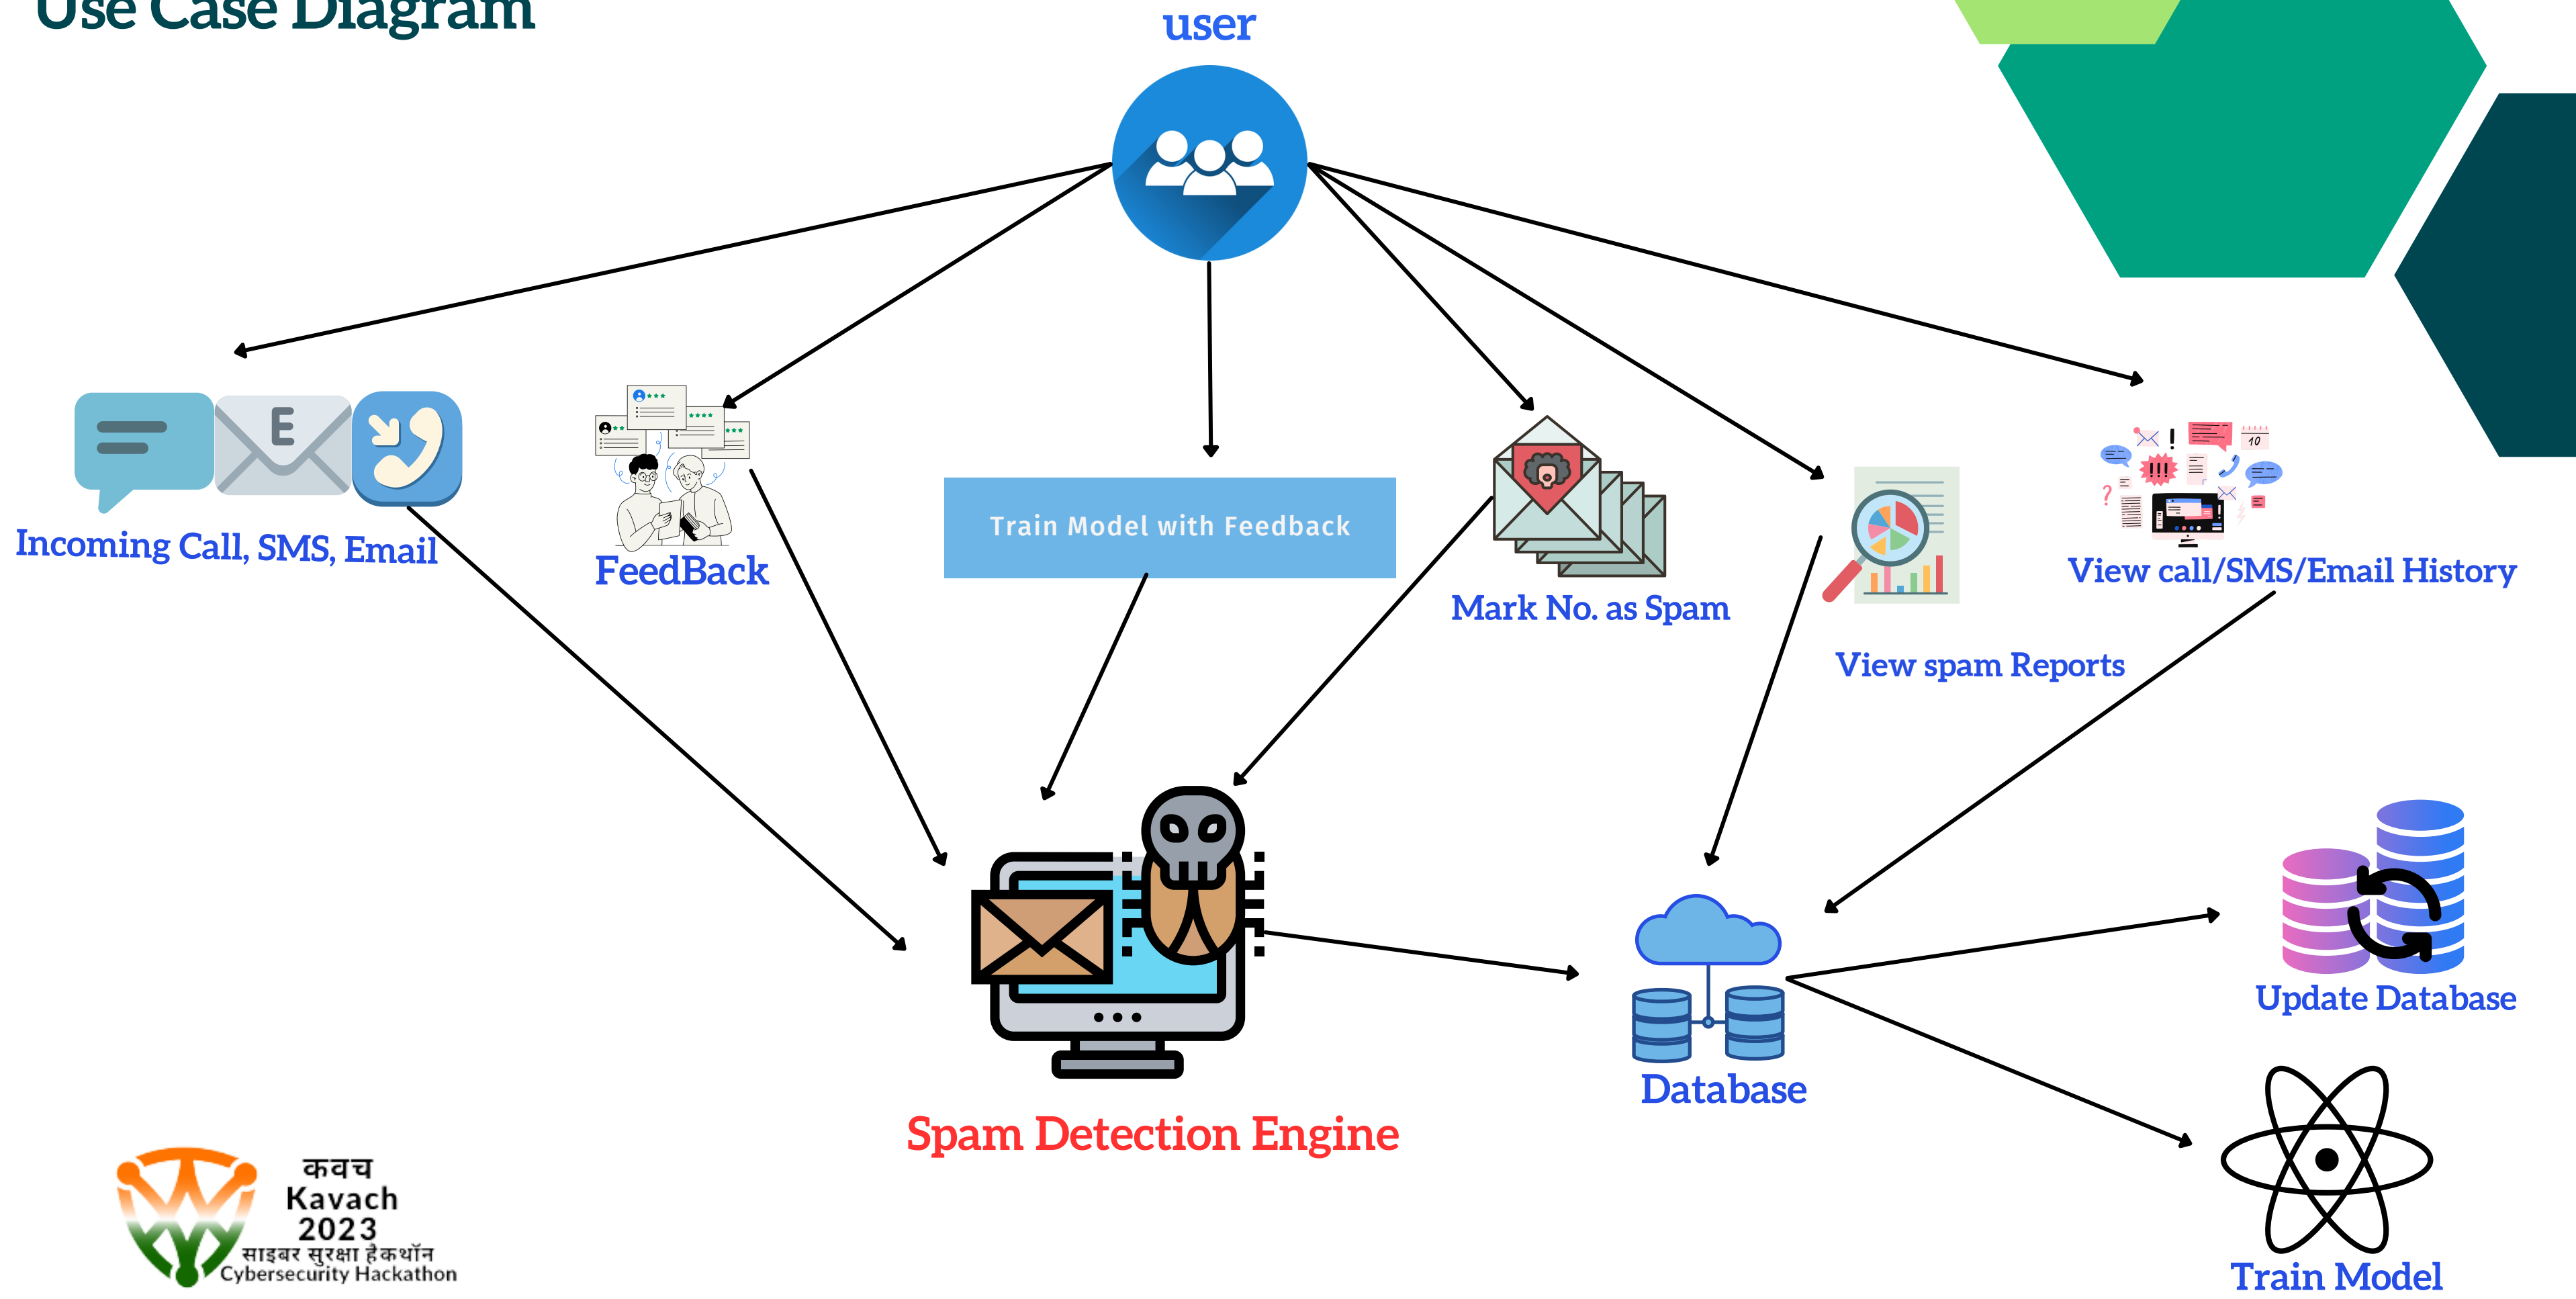 Use Case Diagram
user
E
10
Incoming Call, SMS, Email
FeedBack
Train Model with Feedback
Mark No. as Spam
View spam Reports
View call/SMS/Email History
Spam Detection Engine
Database
Update Database
Train Model
कवच
Kavach
2023
साइबर सुरक्षा हैकथॉन
Cybersecurity Hackathon